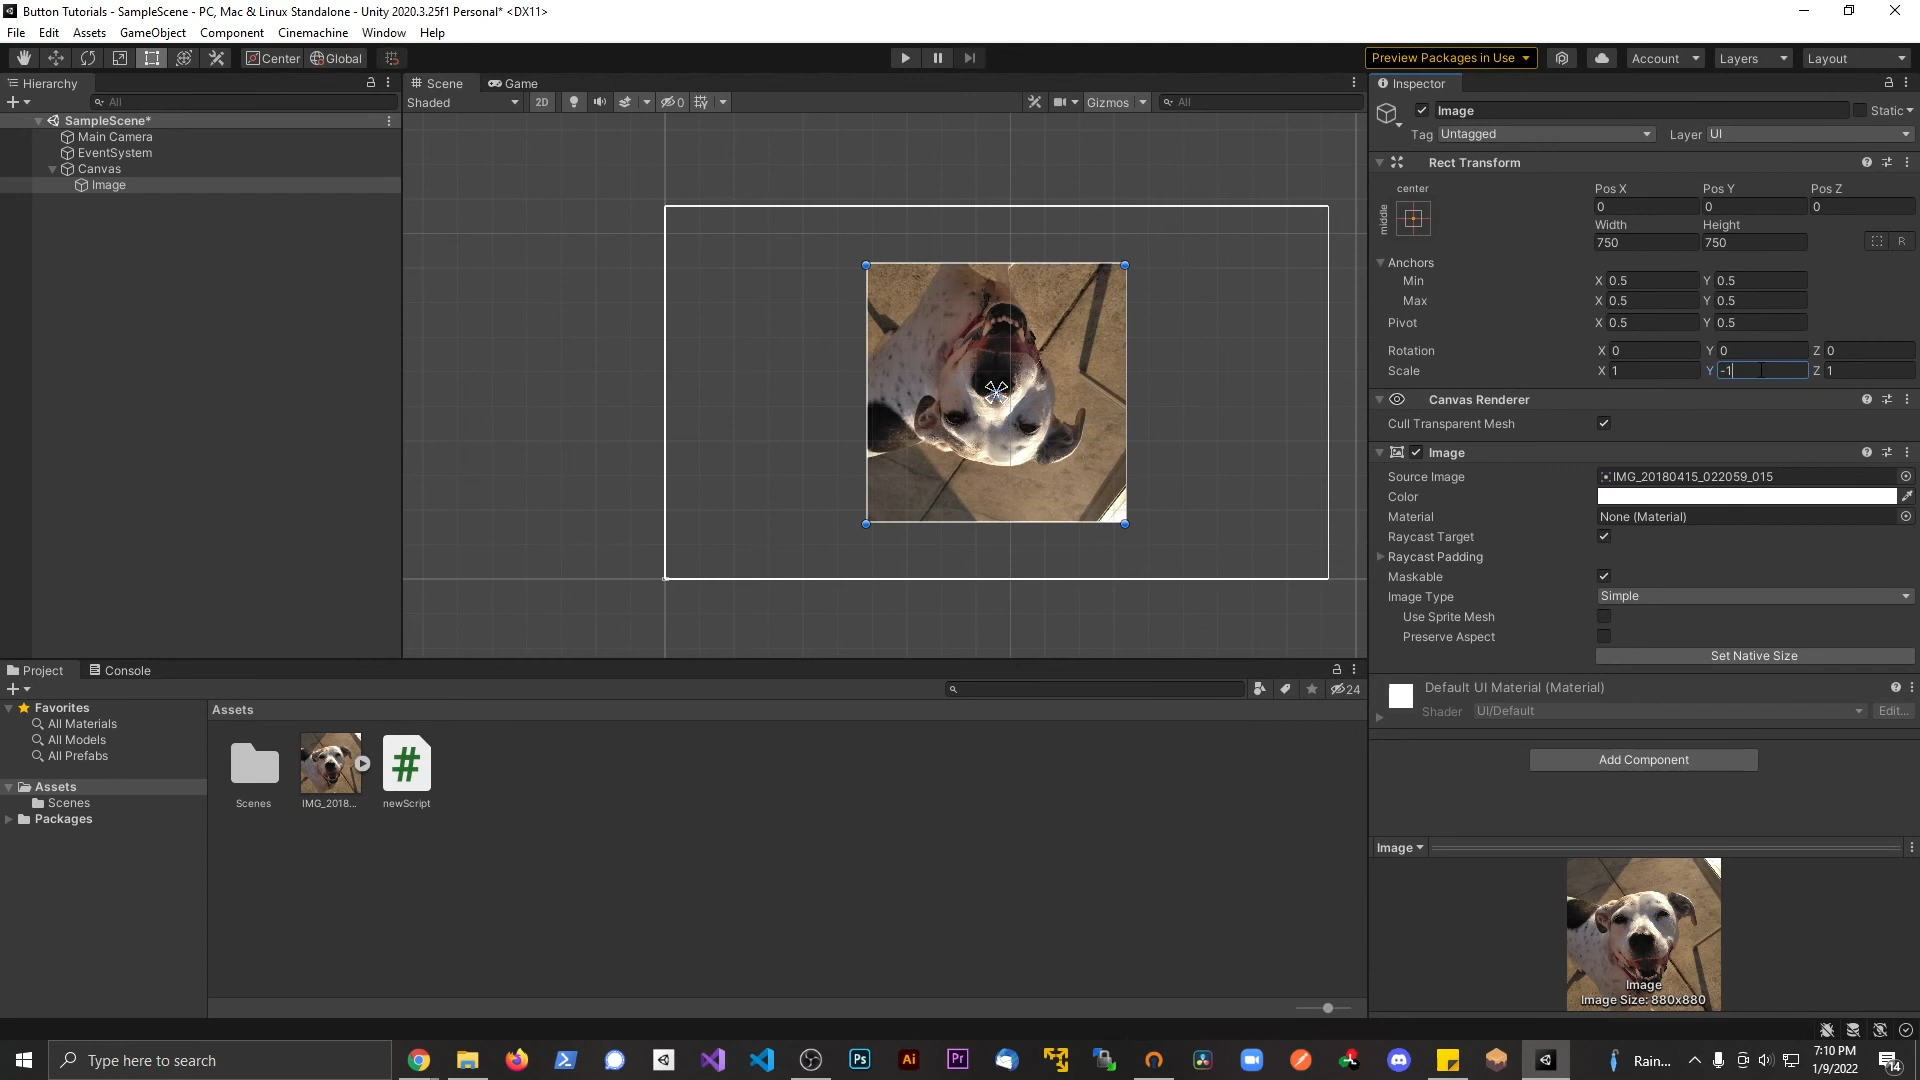 Button Tutorials - SampleScene - PC, Mac & Linux Standalone - Unity 2020.3.25f1 Personal* <DX11>
File Edit Assets GameObject Component Cinemachine Window Help
Center Global Preview Packages in Use Account Layers Layout
Hierarchy
All
SampleScene*
Main Camera
EventSystem
Canvas
Image
Scene Game
Shaded 2D 0 Gizmos All
Inspector
Image Static
Tag Untagged Layer UI
Rect Transform
center Pos X Pos Y Pos Z
middle 0 0 0
Width Height
750 750 R
Anchors
Min X 0.5 Y 0.5
Max X 0.5 Y 0.5
Pivot X 0.5 Y 0.5
Rotation X 0 Y 0 Z 0
Scale X 1 Y -1 Z 1
Canvas Renderer
Cull Transparent Mesh
Image
Source Image IMG_20180415_022059_015
Color
Material None (Material)
Raycast Target
Raycast Padding
Maskable
Image Type Simple
Use Sprite Mesh
Preserve Aspect
Set Native Size
Default UI Material (Material)
Shader UI/Default Edit...
Add Component
Image
Image
Image Size: 880x880
Project Console
24
Favorites
All Materials
All Models
All Prefabs
Assets
Scenes
Packages
Assets
Scenes IMG_2018... newScript
#
Type here to search
Ps Ai Pr
Rain...
7:10 PM
1/9/2022
14